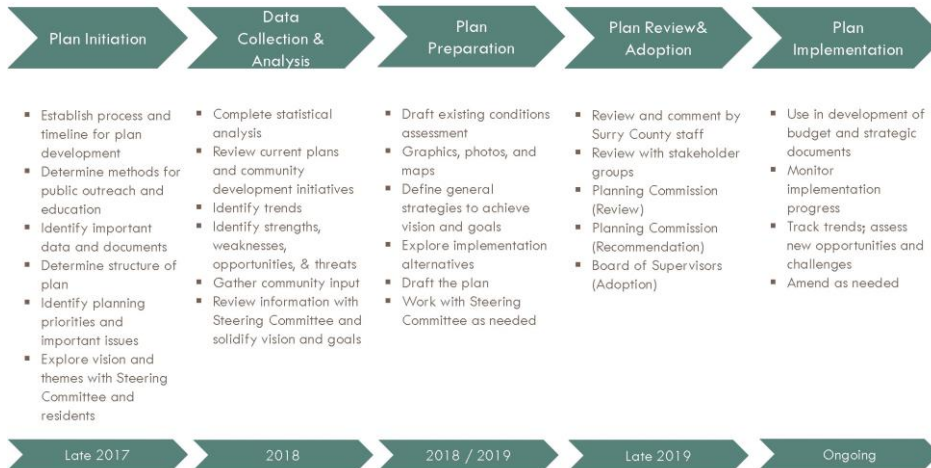 Plan Initiation
Data
Collection &
Analysis
Plan
Preparation
Plan Review&
Adoption
Plan
Implementation
▪ Establish process and
timeline for plan
development
▪ Determine methods for
public outreach and
education
▪ Identify important
data and documents
▪ Determine structure of
plan
▪ Identify planning
priorities and
important issues
▪ Explore vision and
themes with Steering
Committee and
residents
▪ Complete statistical
analysis
▪ Review current plans
and community
development initiatives
▪ Identify trends
▪ Identify strengths,
weaknesses,
opportunities, & threats
▪ Gather community input
▪ Review information with
Steering Committee and
solidify vision and goals
▪ Draft existing conditions
assessment
▪ Graphics, photos, and
maps
▪ Define general
strategies to achieve
vision and goals
▪ Explore implementation
alternatives
▪ Draft the plan
▪ Work with Steering
Committee as needed
▪ Review and comment by
Surry County staff
▪ Review with stakeholder
groups
▪ Planning Commission
(Review)
▪ Planning Commission
(Recommendation)
▪ Board of Supervisors
(Adoption)
▪ Use in development of
budget and strategic
documents
▪ Monitor
implementation
progress
▪ Track trends; assess
new opportunities and
challenges
▪ Amend as needed
Late 2017
2018
2018 / 2019
Late 2019
Ongoing